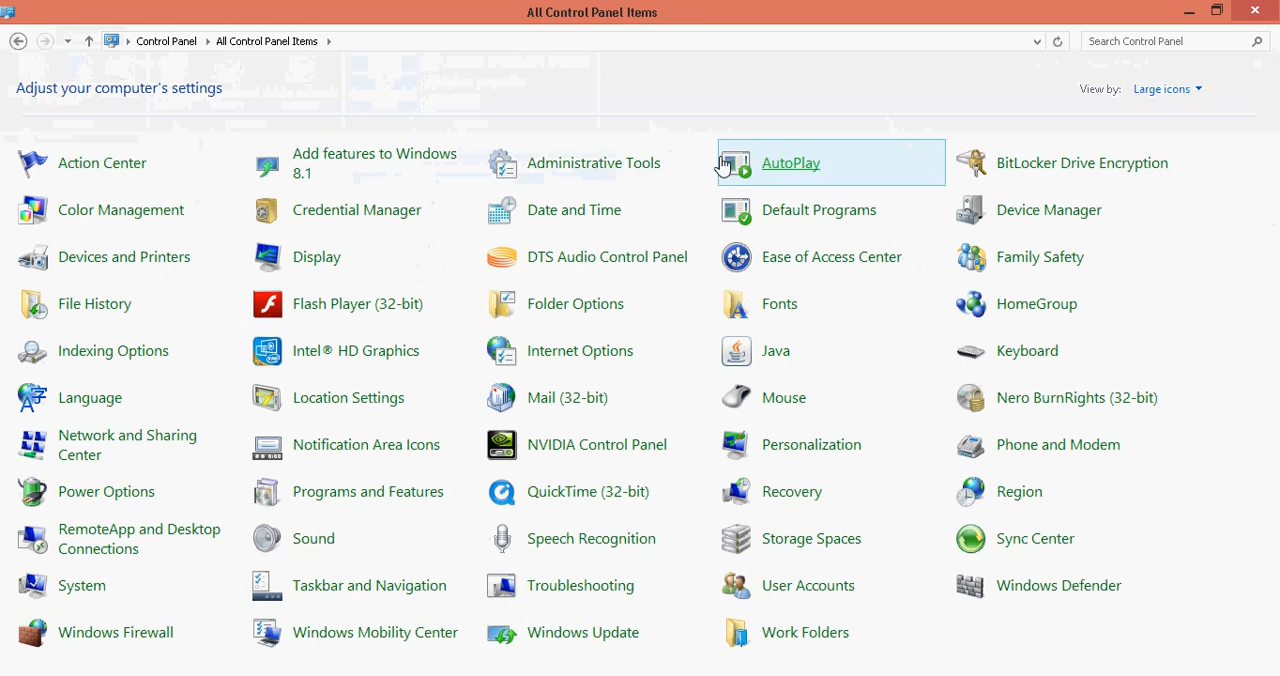 All Control Panel Items
Control Panel All Control Panel Items
Search Control Panel
Adjust your computer's settings
View by: Large icons
Action Center
Add features to Windows
8.1
Administrative Tools
AutoPlay
BitLocker Drive Encryption
Color Management
Credential Manager
Date and Time
Default Programs
Device Manager
Devices and Printers
Display
DTS Audio Control Panel
Ease of Access Center
Family Safety
File History
Flash Player (32-bit)
Folder Options
Fonts
HomeGroup
Indexing Options
Intel® HD Graphics
Internet Options
Java
Keyboard
Language
Location Settings
Mail (32-bit)
Mouse
Nero BurnRights (32-bit)
Network and Sharing
Center
Notification Area Icons
NVIDIA Control Panel
Personalization
Phone and Modem
Power Options
Programs and Features
QuickTime (32-bit)
Recovery
Region
RemoteApp and Desktop
Connections
Sound
Speech Recognition
Storage Spaces
Sync Center
System
Taskbar and Navigation
Troubleshooting
User Accounts
Windows Defender
Windows Firewall
Windows Mobility Center
Windows Update
Work Folders